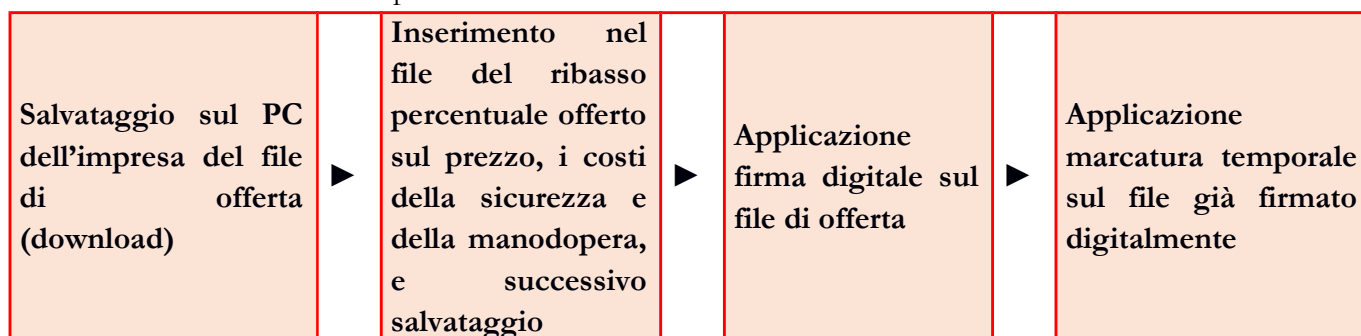 Salvataggio sul PC
dell'impresa del file
di offerta
(download)
►
Inserimento nel
file del ribasso
percentuale offerto
sul prezzo, i costi
della sicurezza e
della manodopera,
e successivo
salvataggio
►
Applicazione
firma digitale sul
file di offerta
►
Applicazione
marcatura temporale
sul file già firmato
digitalmente